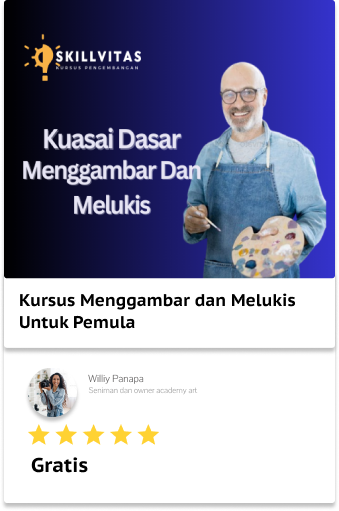 SKILLVITAS
KURSUS PENGEMBANGAN
Kuasai Dasar
Menggambar Dan
Melukis
Kursus Menggambar dan Melukis
Untuk Pemula
Williy Panapa
Seniman dan owner academy art
Gratis